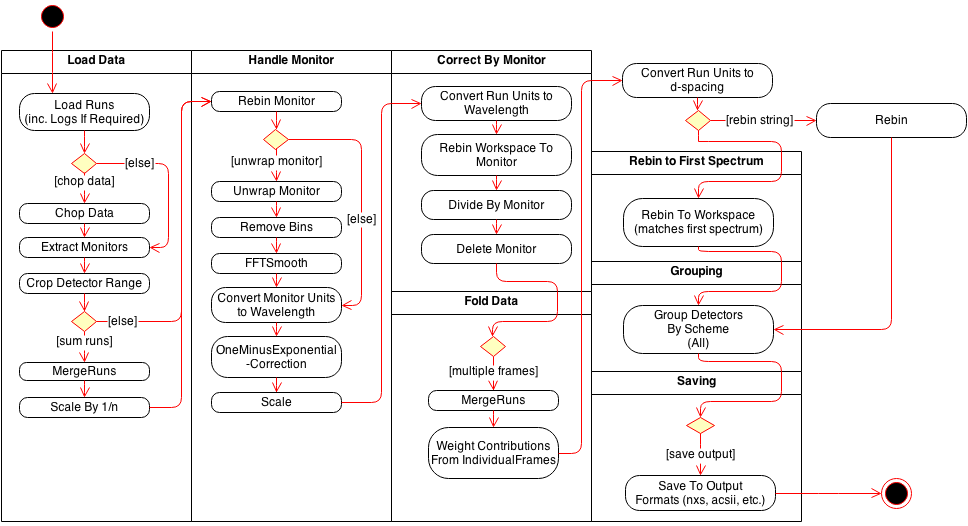 Load Data
Load Runs
(inc. Logs If Required)
[else]
[chop data]
Chop Data
Extract Monitors
Crop Detector Range
[else]
[sum runs]
MergeRuns
Scale By 1/n
Handle Monitor
Rebin Monitor
[unwrap monitor]
Unwrap Monitor
[else]
Remove Bins
FFTSmooth
Convert Monitor Units
to Wavelength
OneMinusExponential
-Correction
Scale
Correct By Monitor
Convert Run Units to
Wavelength
Rebin Workspace To
Monitor
Divide By Monitor
Delete Monitor
Fold Data
[multiple frames]
MergeRuns
Weight Contributions
From IndividualFrames
Convert Run Units to
d-spacing
[rebin string]
Rebin
Rebin to First Spectrum
Rebin To Workspace
(matches first spectrum)
Grouping
Group Detectors
By Scheme
(All)
Saving
[save output]
Save To Output
Formats (nxs, acsii, etc.)